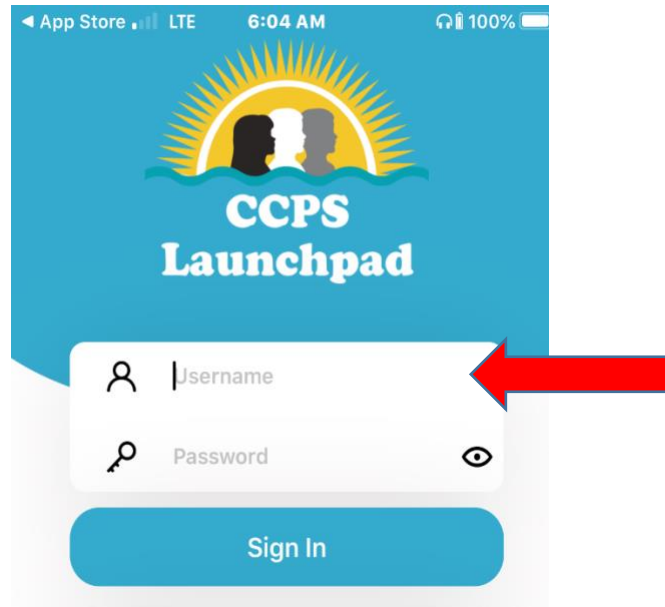 ◀ App Store LTE 6:04 AM 100%
CCPS
Launchpad
Username
Password
Sign In